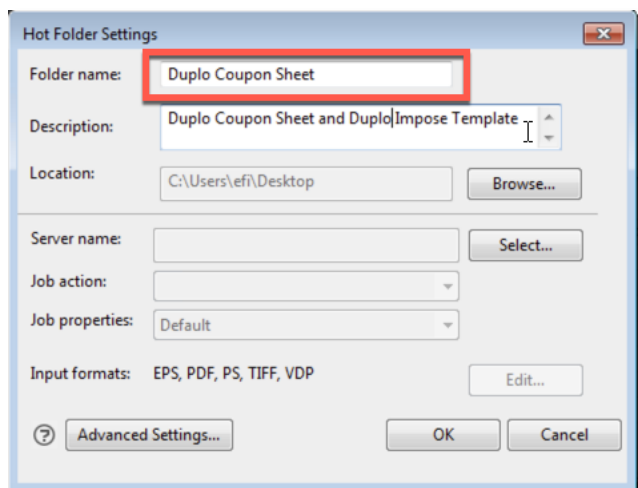 Hot Folder Settings
Folder name: Duplo Coupon Sheet
Description: Duplo Coupon Sheet and Duplo Impose Template
Location: C:\Users\efi\Desktop Browse...
Server name: Select...
Job action:
Job properties: Default
Input formats: EPS, PDF, PS, TIFF, VDP Edit...
? Advanced Settings... OK Cancel